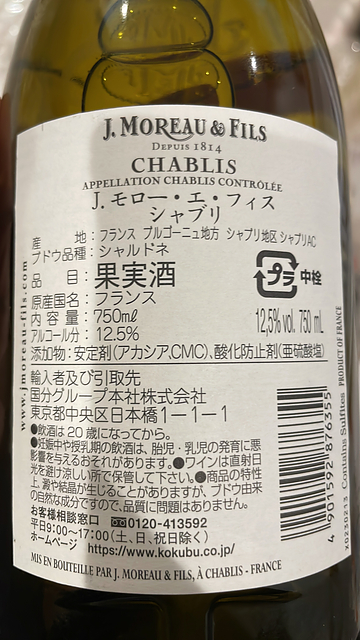 J. MOREAU & FILS
DEPUIS 1814
CHABLIS
APPELLATION CHABLIS CONTRÔLÉE
J. モロー・エ・フィス
シャブリ
産地：フランス ブルゴーニュ地方 シャブリ地区 シャブリAC
ブドウ品種：シャルドネ
品目：果実酒
プラ 中栓
原産国名：フランス
内容量：750㎖
12,5% vol. 750 mL
アルコール分：12.5%
添加物：安定剤(アカシア,CMC)、酸化防止剤(亜硫酸塩)
輸入者及び引取先
国分グループ本社株式会社
東京都中央区日本橋1－1－1
●飲酒は20歳になってから。
●妊娠中や授乳期の飲酒は、胎児・乳児の発育に悪
影響を与えるおそれがあります。●ワインは直射日
光を避け涼しい所で保管して下さい。●商品の特性
上、澱や結晶が生じることがありますが、ブドウ由来
の自然な成分ですので、品質に問題はありません。
お客様相談窓口 0120-413592
平日9:00～17:00(土、日、祝日除く)
ホームページ https://www.kokubu.co.jp/
MIS EN BOUTEILLE PAR J. MOREAU & FILS, À CHABLIS - FRANCE
www.jmoreau-fils.com
4 901592 876355
X0230213 Contains Sulfites PRODUCT OF FRANCE